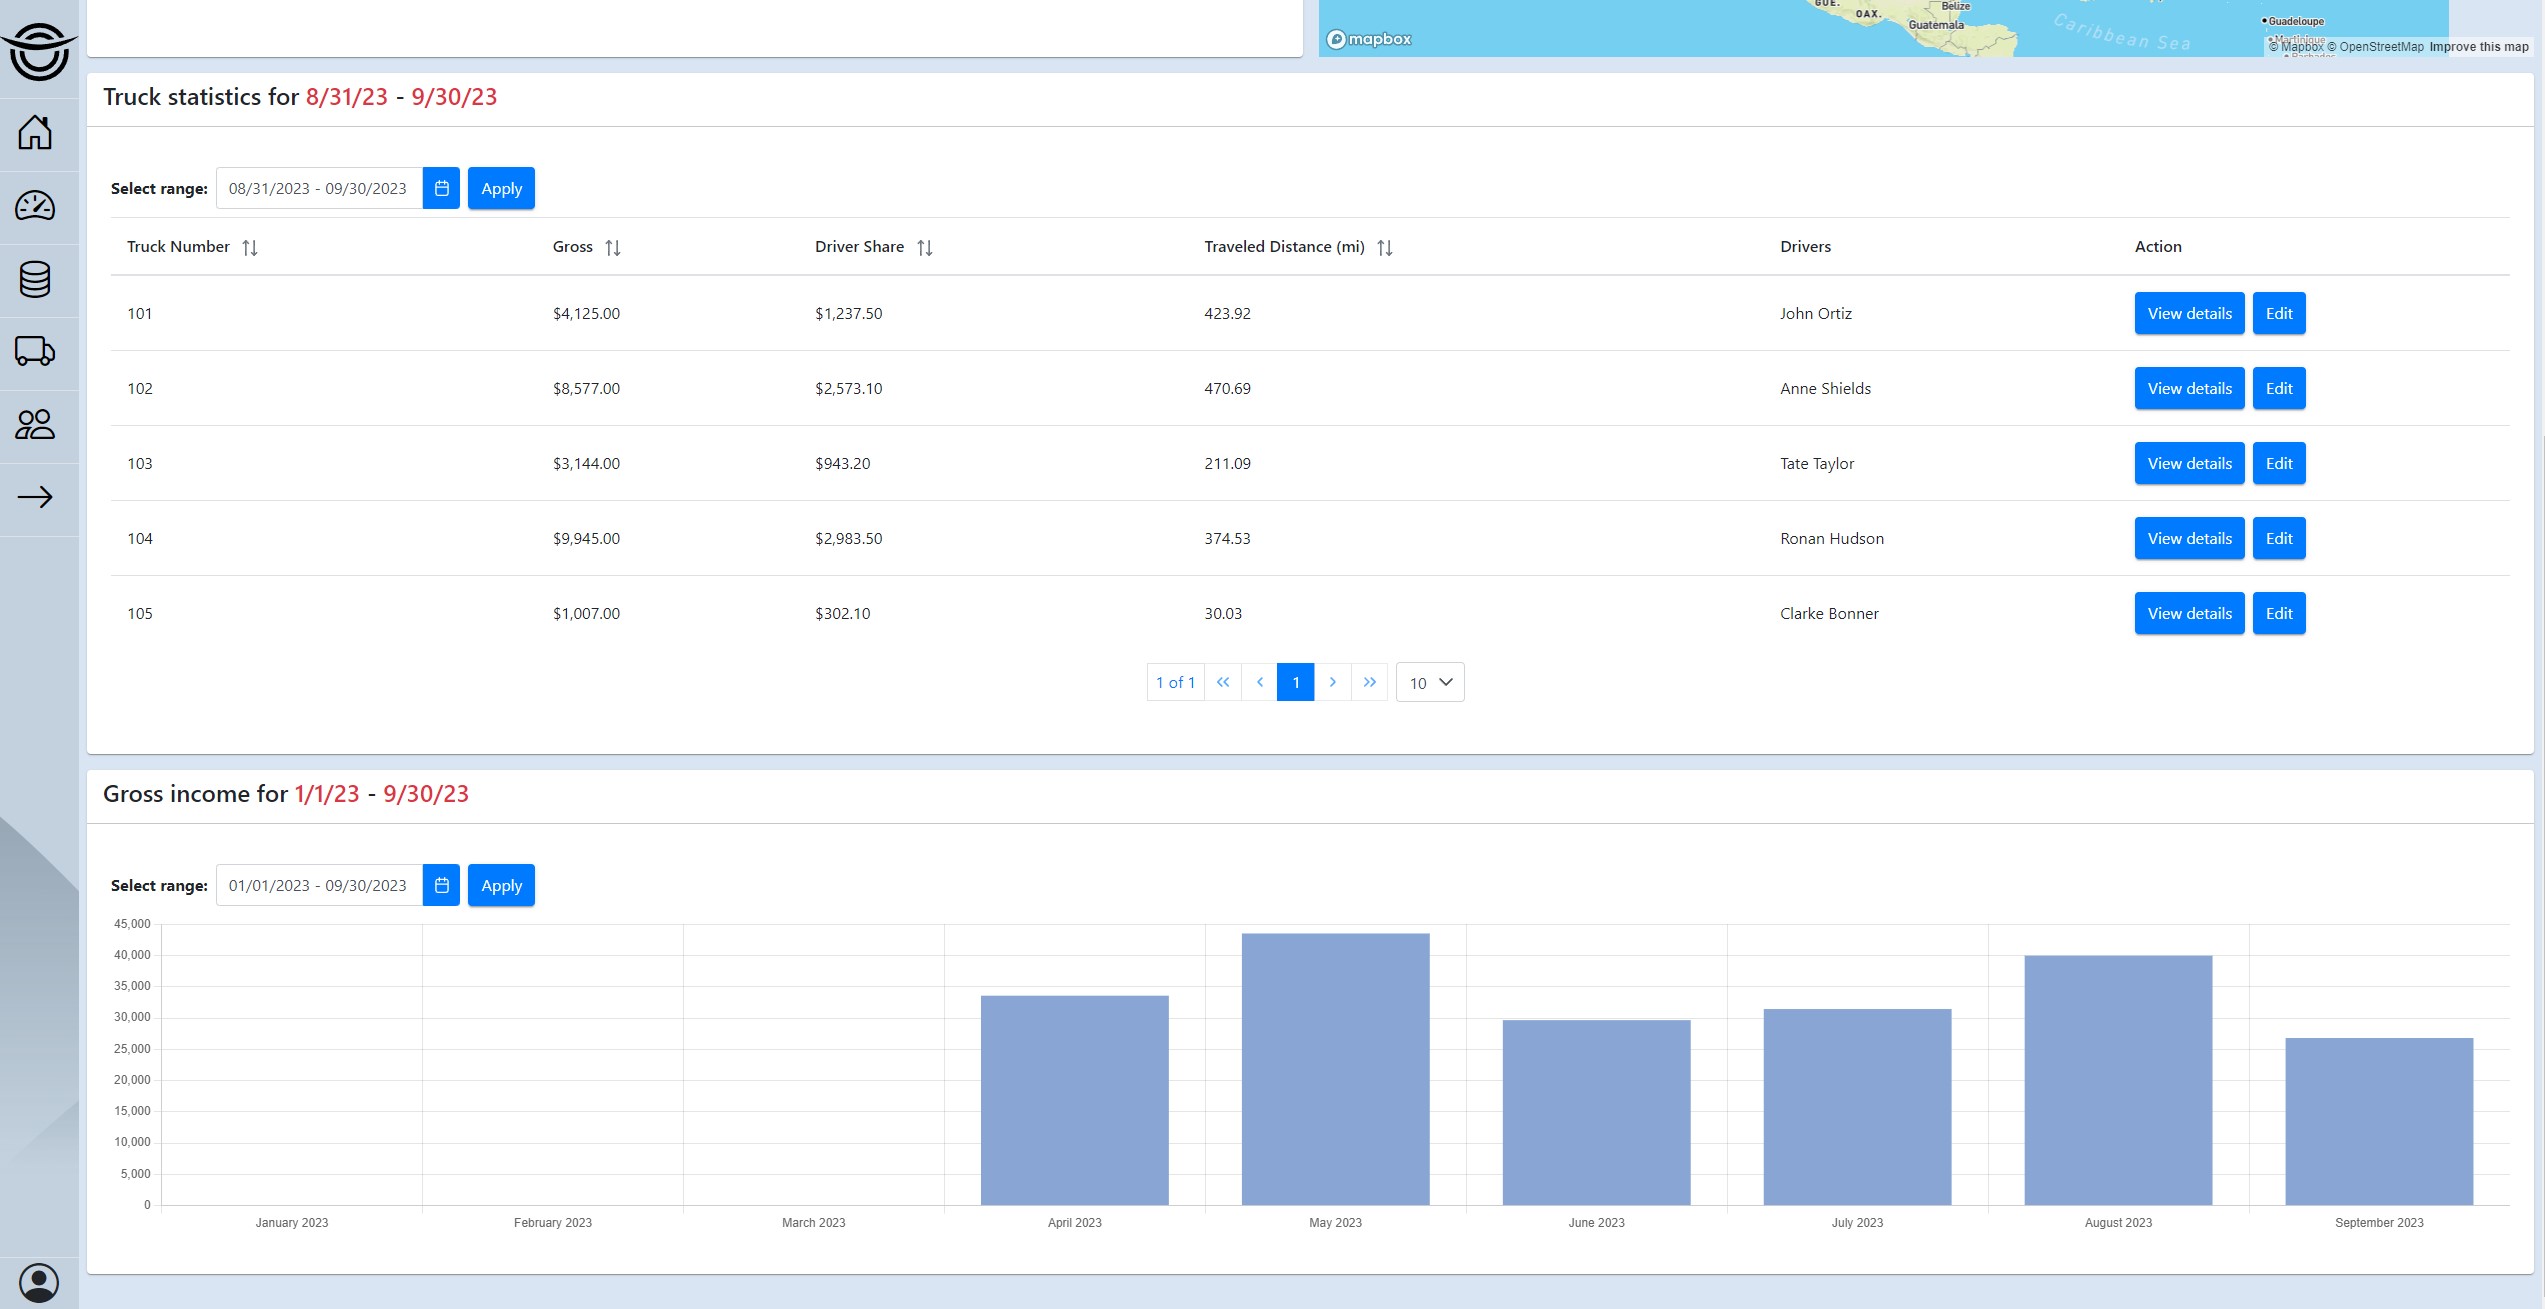 GUE.
OAX.
Belize
Guatemala
Caribbean Sea
Guadeloupe
Martinique
Barbados
mapbox
© Mapbox © OpenStreetMap Improve this map
Truck statistics for 8/31/23 - 9/30/23
Select range: 08/31/2023 - 09/30/2023 Apply
Truck Number Gross Driver Share Traveled Distance (mi) Drivers Action
101 $4,125.00 $1,237.50 423.92 John Ortiz View details Edit
102 $8,577.00 $2,573.10 470.69 Anne Shields View details Edit
103 $3,144.00 $943.20 211.09 Tate Taylor View details Edit
104 $9,945.00 $2,983.50 374.53 Ronan Hudson View details Edit
105 $1,007.00 $302.10 30.03 Clarke Bonner View details Edit
1 of 1 « ‹ 1 › » 10
Gross income for 1/1/23 - 9/30/23
Select range: 01/01/2023 - 09/30/2023 Apply
45,000
40,000
35,000
30,000
25,000
20,000
15,000
10,000
5,000
0
January 2023 February 2023 March 2023 April 2023 May 2023 June 2023 July 2023 August 2023 September 2023